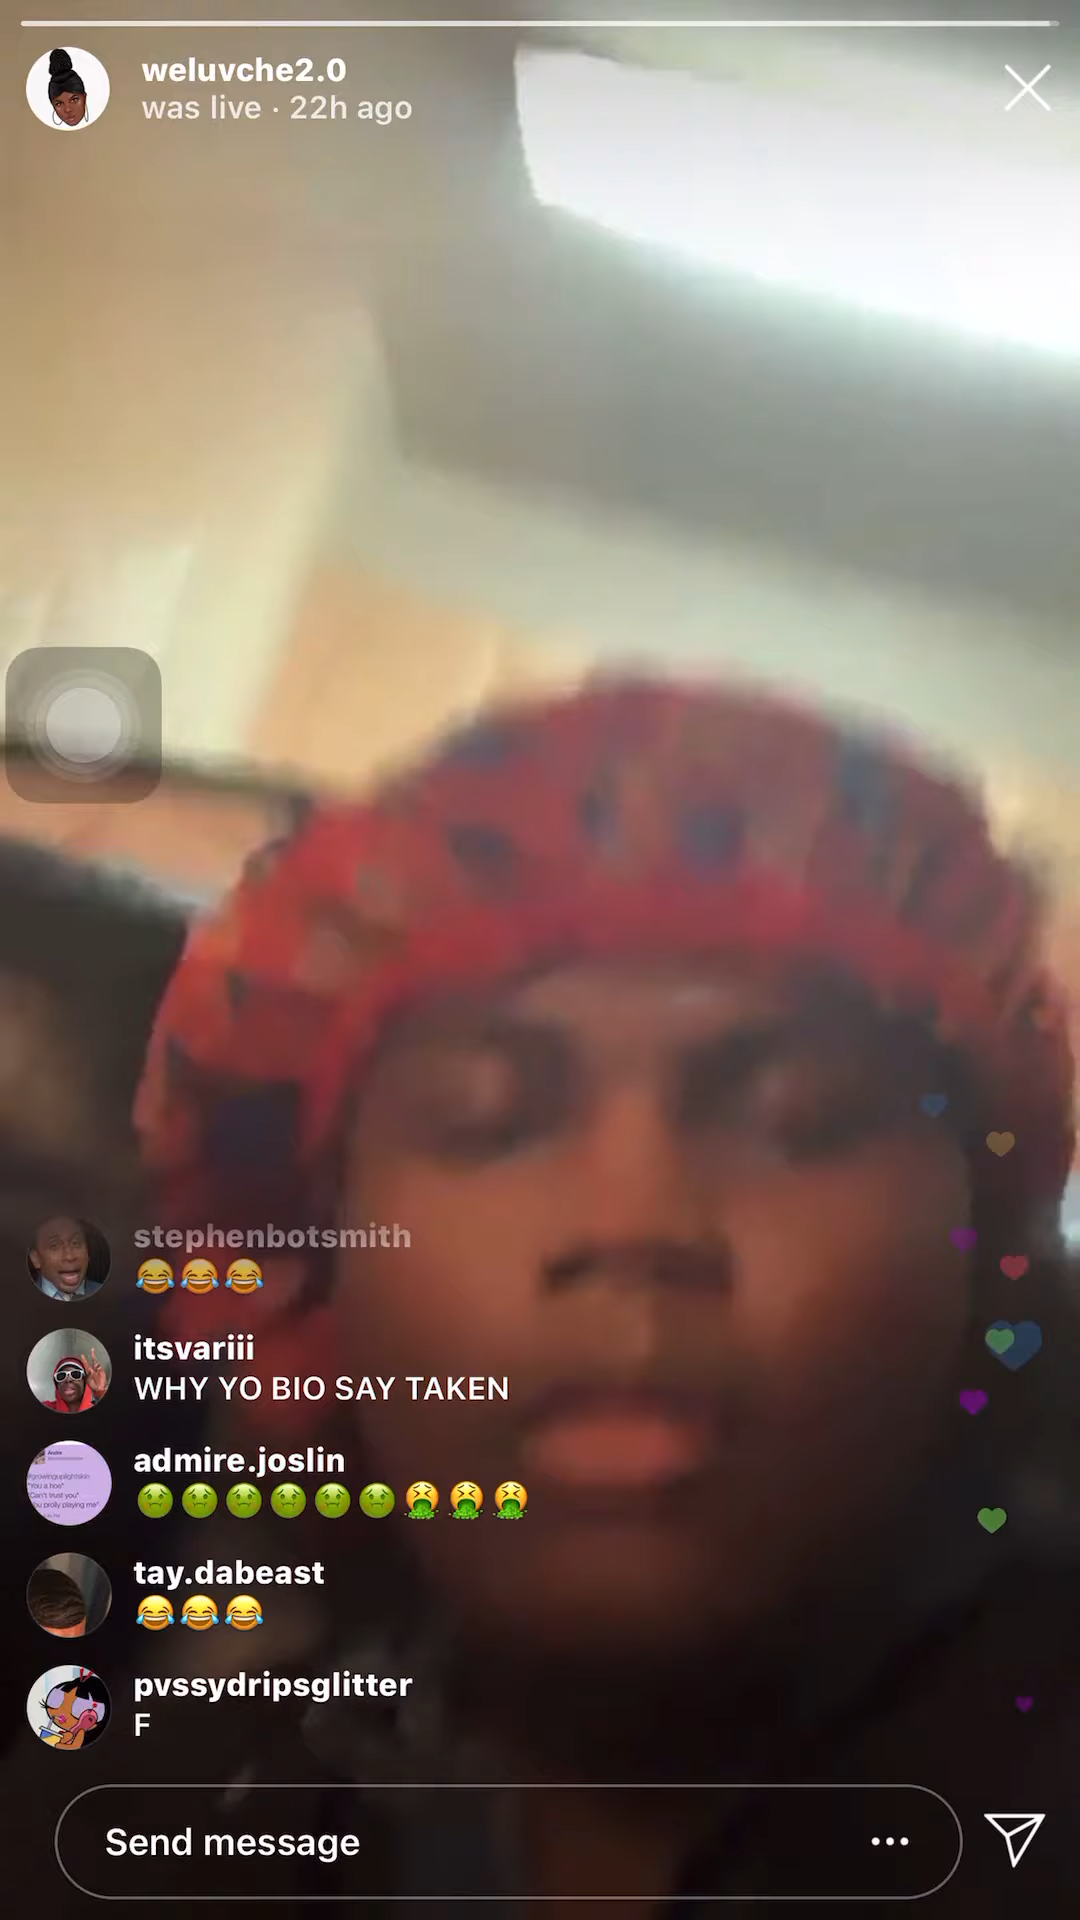 weluvche2.0
was live · 22h ago
stephenbotsmith
😂😂😂
itsvariii
WHY YO BIO SAY TAKEN
admire.joslin
🤢🤢🤢🤢🤢🤢🤮🤮🤮
tay.dabeast
😂😂😂
pvssydripsglitter
F
Send message